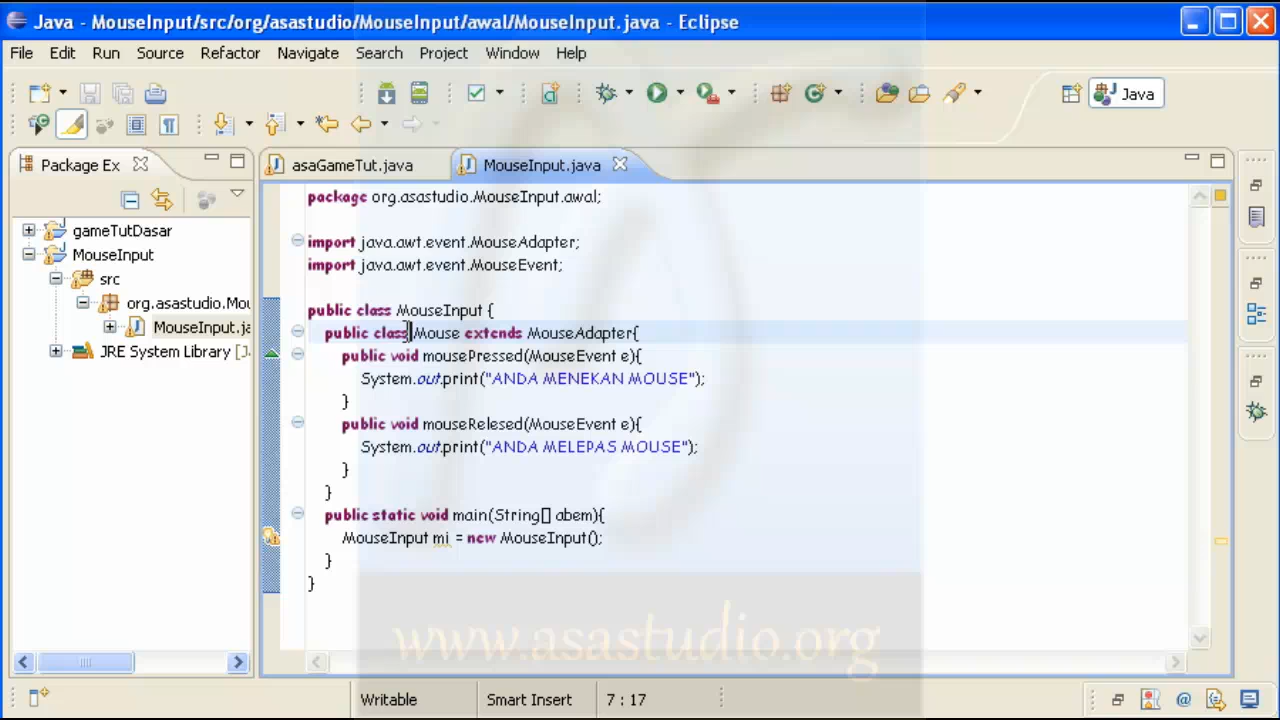 Java - MouseInput/src/org/asastudio/MouseInput/awal/MouseInput.java - Eclipse
File Edit Run Source Refactor Navigate Search Project Window Help
Java
Package Ex
asaGameTut.java
MouseInput.java
gameTutDasar
MouseInput
src
org.asastudio.Mou
MouseInput.ja
JRE System Library [J
package org.asastudio.MouseInput.awal;
import java.awt.event.MouseAdapter;
import java.awt.event.MouseEvent;
public class MouseInput {
public class Mouse extends MouseAdapter{
public void mousePressed(MouseEvent e){
System.out.print("ANDA MENEKAN MOUSE");
}
public void mouseRelesed(MouseEvent e){
System.out.print("ANDA MELEPAS MOUSE");
}
}
public static void main(String[] abem){
MouseInput mi = new MouseInput();
}
}
www.asastudio.org
Writable Smart Insert 7 : 17